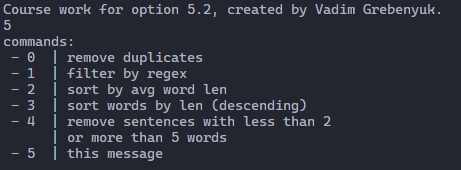 Course work for option 5.2, created by Vadim Grebenyuk.
5
commands:
– 0 | remove duplicates
– 1 | filter by regex
– 2 | sort by avg word len
– 3 | sort words by len (descending)
– 4 | remove sentences with less than 2
| or more than 5 words
– 5 | this message